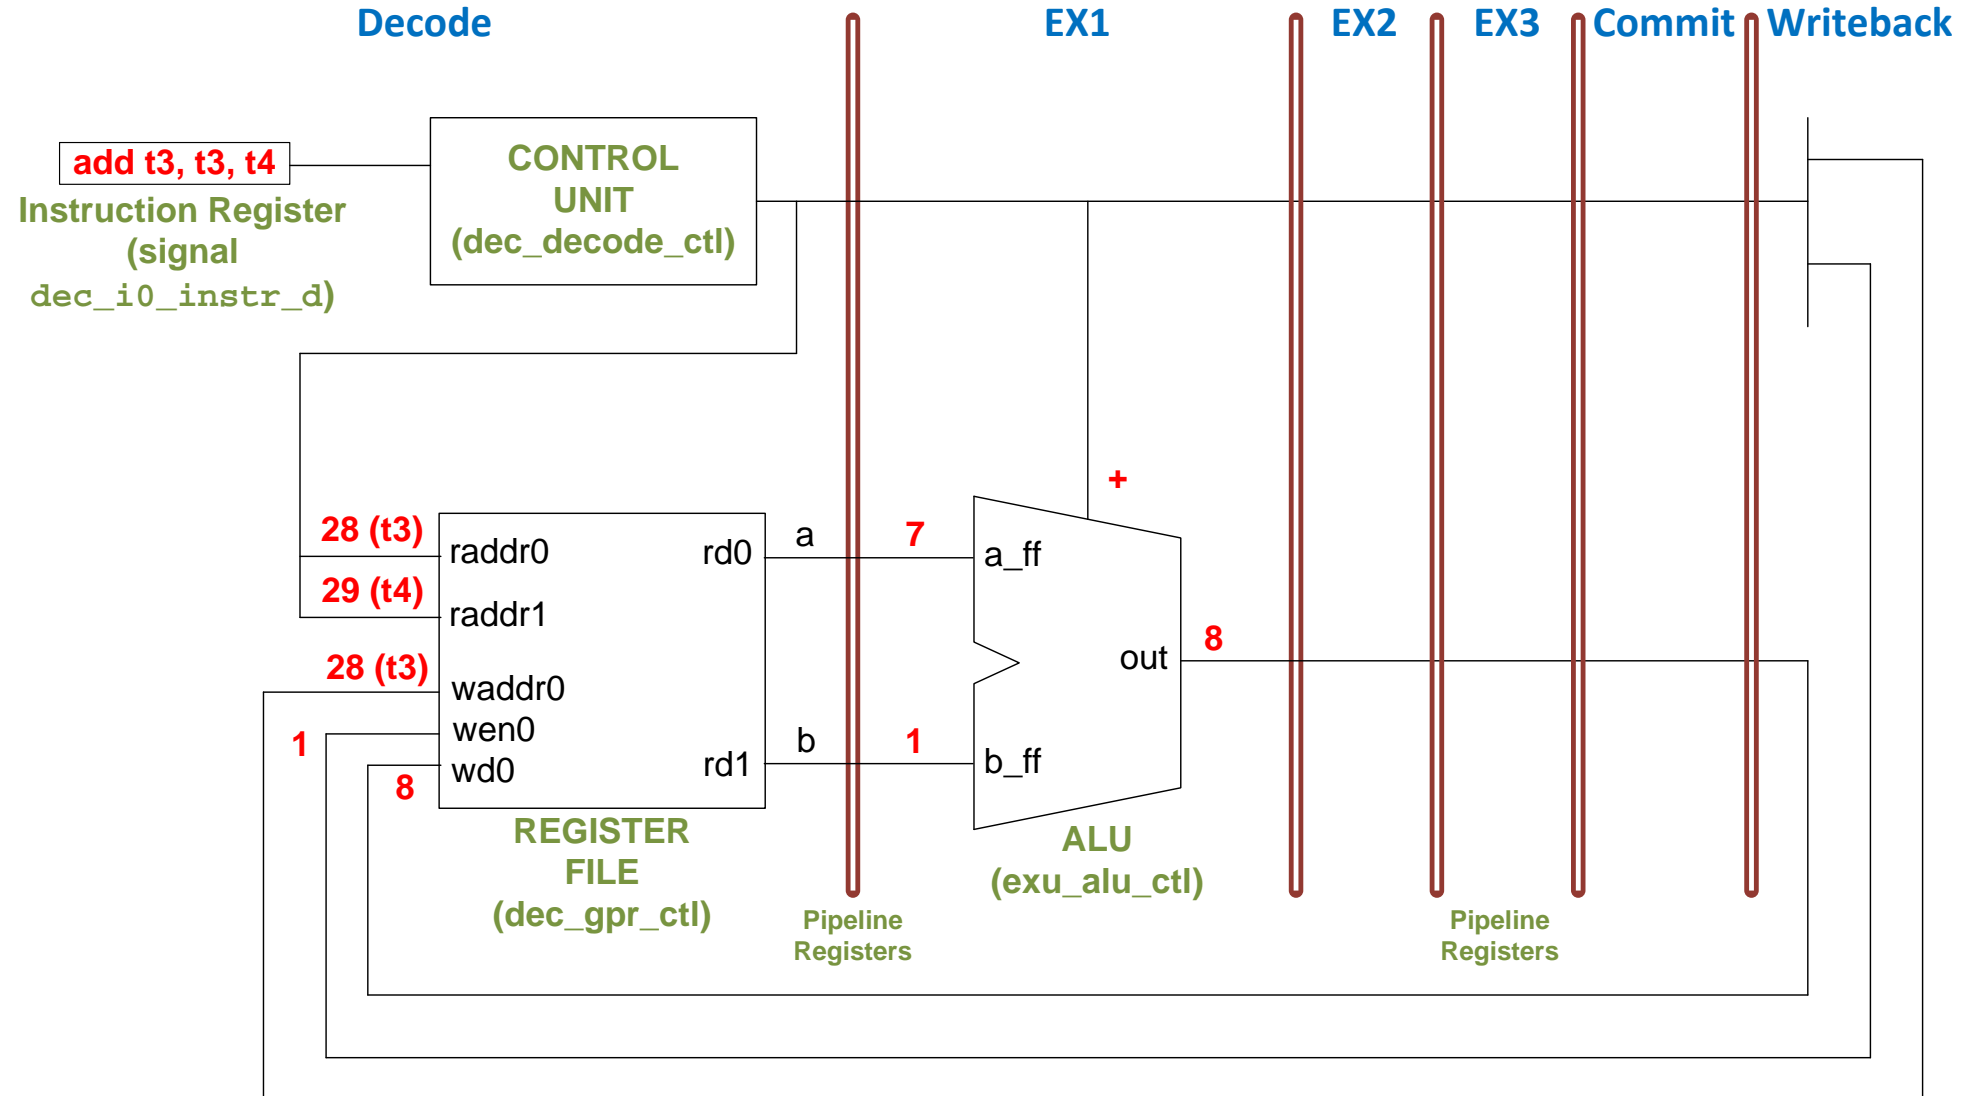 Decode
EX1
EX2
EX3
Commit
Writeback
add t3, t3, t4
Instruction Register
(signal
dec_i0_instr_d)
CONTROL
UNIT
(dec_decode_ctl)
+
28 (t3)
raddr0
29 (t4)
raddr1
28 (t3)
waddr0
1
wen0
8
wd0
rd0
rd1
REGISTER
FILE
(dec_gpr_ctl)
a
b
7
1
a_ff
b_ff
out
8
ALU
(exu_alu_ctl)
Pipeline
Registers
Pipeline
Registers